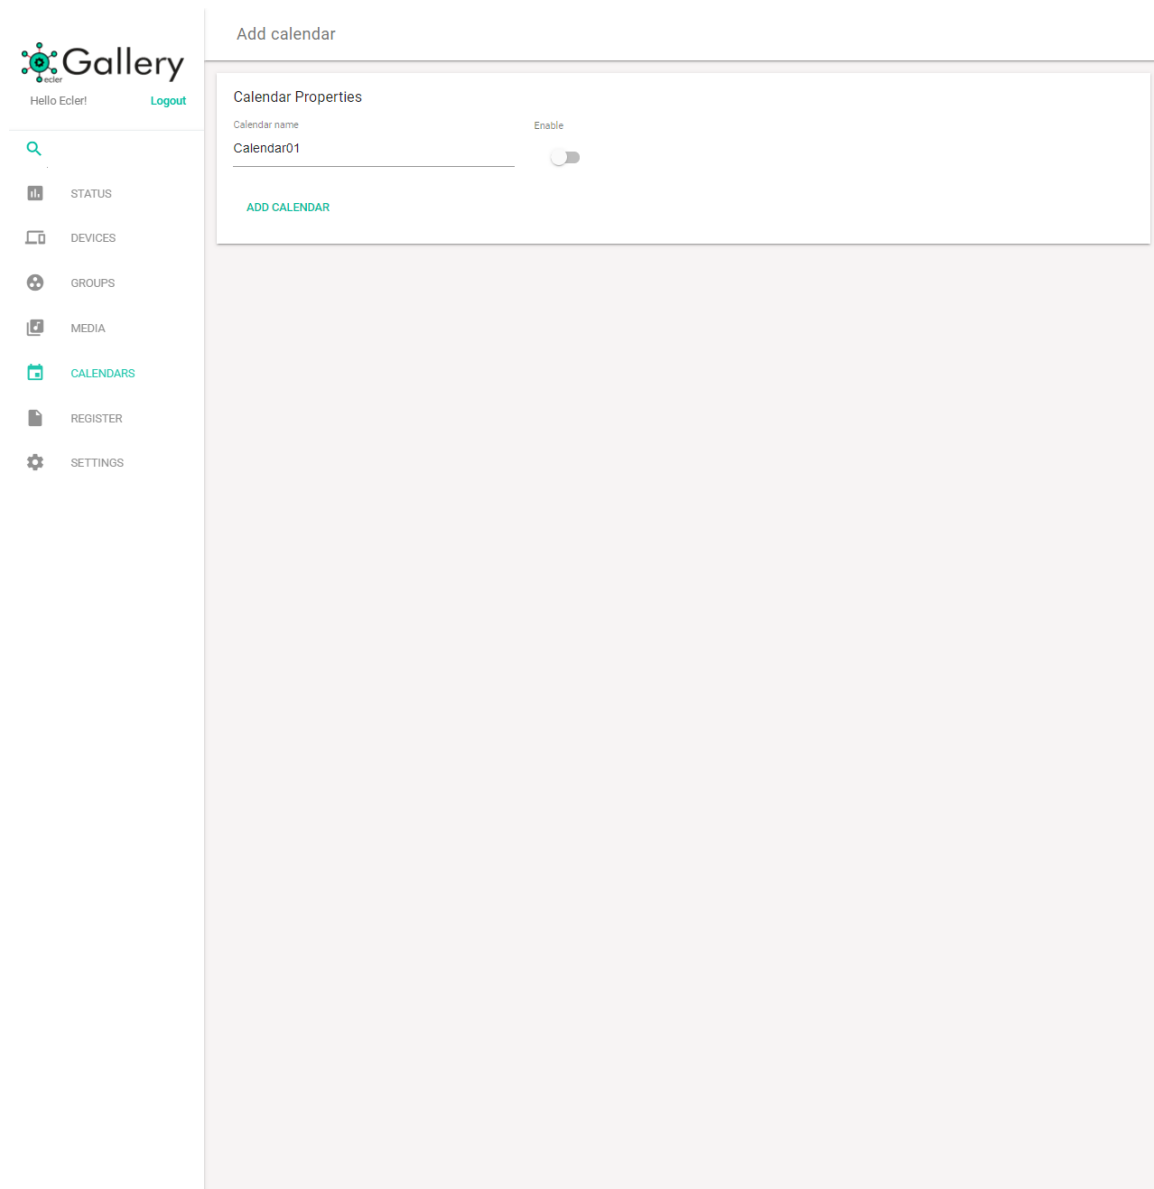 Add calendar
Gallery
ecler
Hello Ecler! Logout
Calendar Properties
Calendar name Enable
Calendar01
ADD CALENDAR
STATUS
DEVICES
GROUPS
MEDIA
CALENDARS
REGISTER
SETTINGS